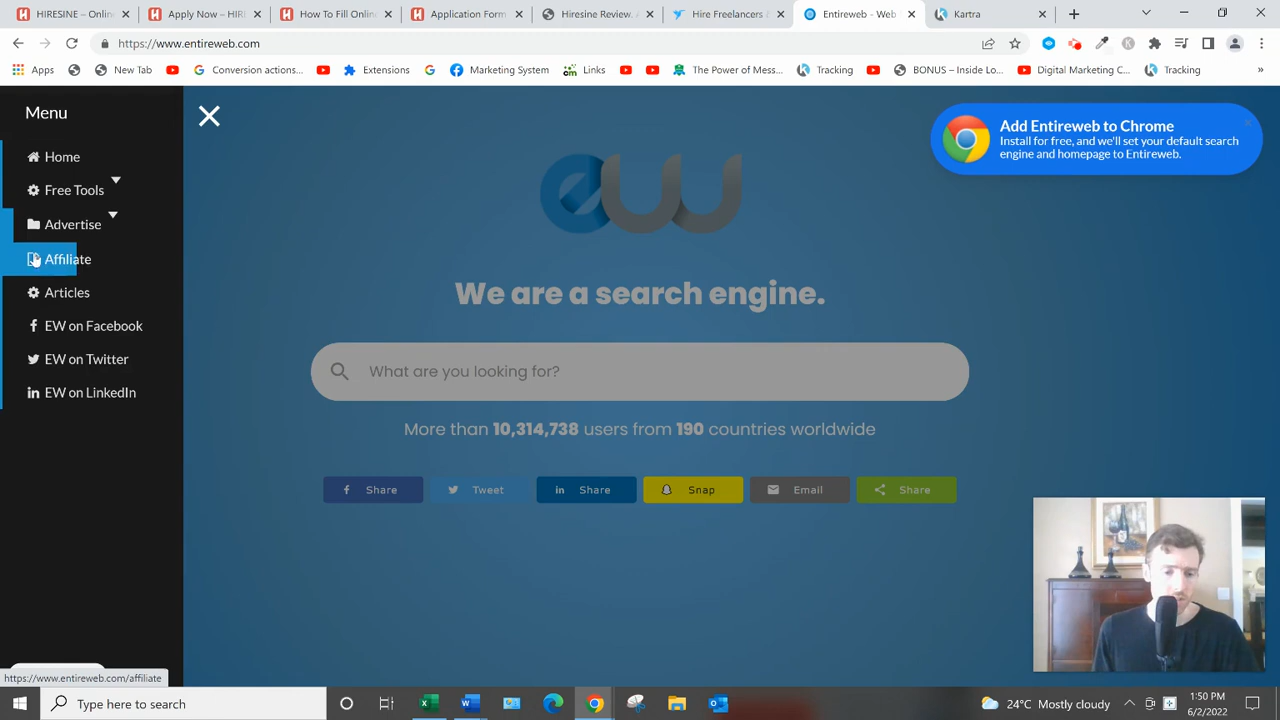 HIRESINE – Onlin
Apply Now – HIRE
How To Fill Onlin
Application Form
Hiresine Review.
Hire Freelancers &
Entireweb - Web
Kartra
https://www.entireweb.com
Apps
New Tab
Conversion actions...
Extensions
Marketing System
Links
The Power of Mess...
Tracking
BONUS – Inside Lo...
Digital Marketing C...
Tracking
Menu
Home
Free Tools
Advertise
Affiliate
Articles
EW on Facebook
EW on Twitter
EW on LinkedIn
Add Entireweb to Chrome
Install for free, and we'll set your default search
engine and homepage to Entireweb.
ew
We are a search engine.
What are you looking for?
More than 10,314,738 users from 190 countries worldwide
Share
Tweet
Share
Snap
Email
Share
https://www.entireweb.com/affiliate
Type here to search
24°C Mostly cloudy
1:50 PM
6/2/2022